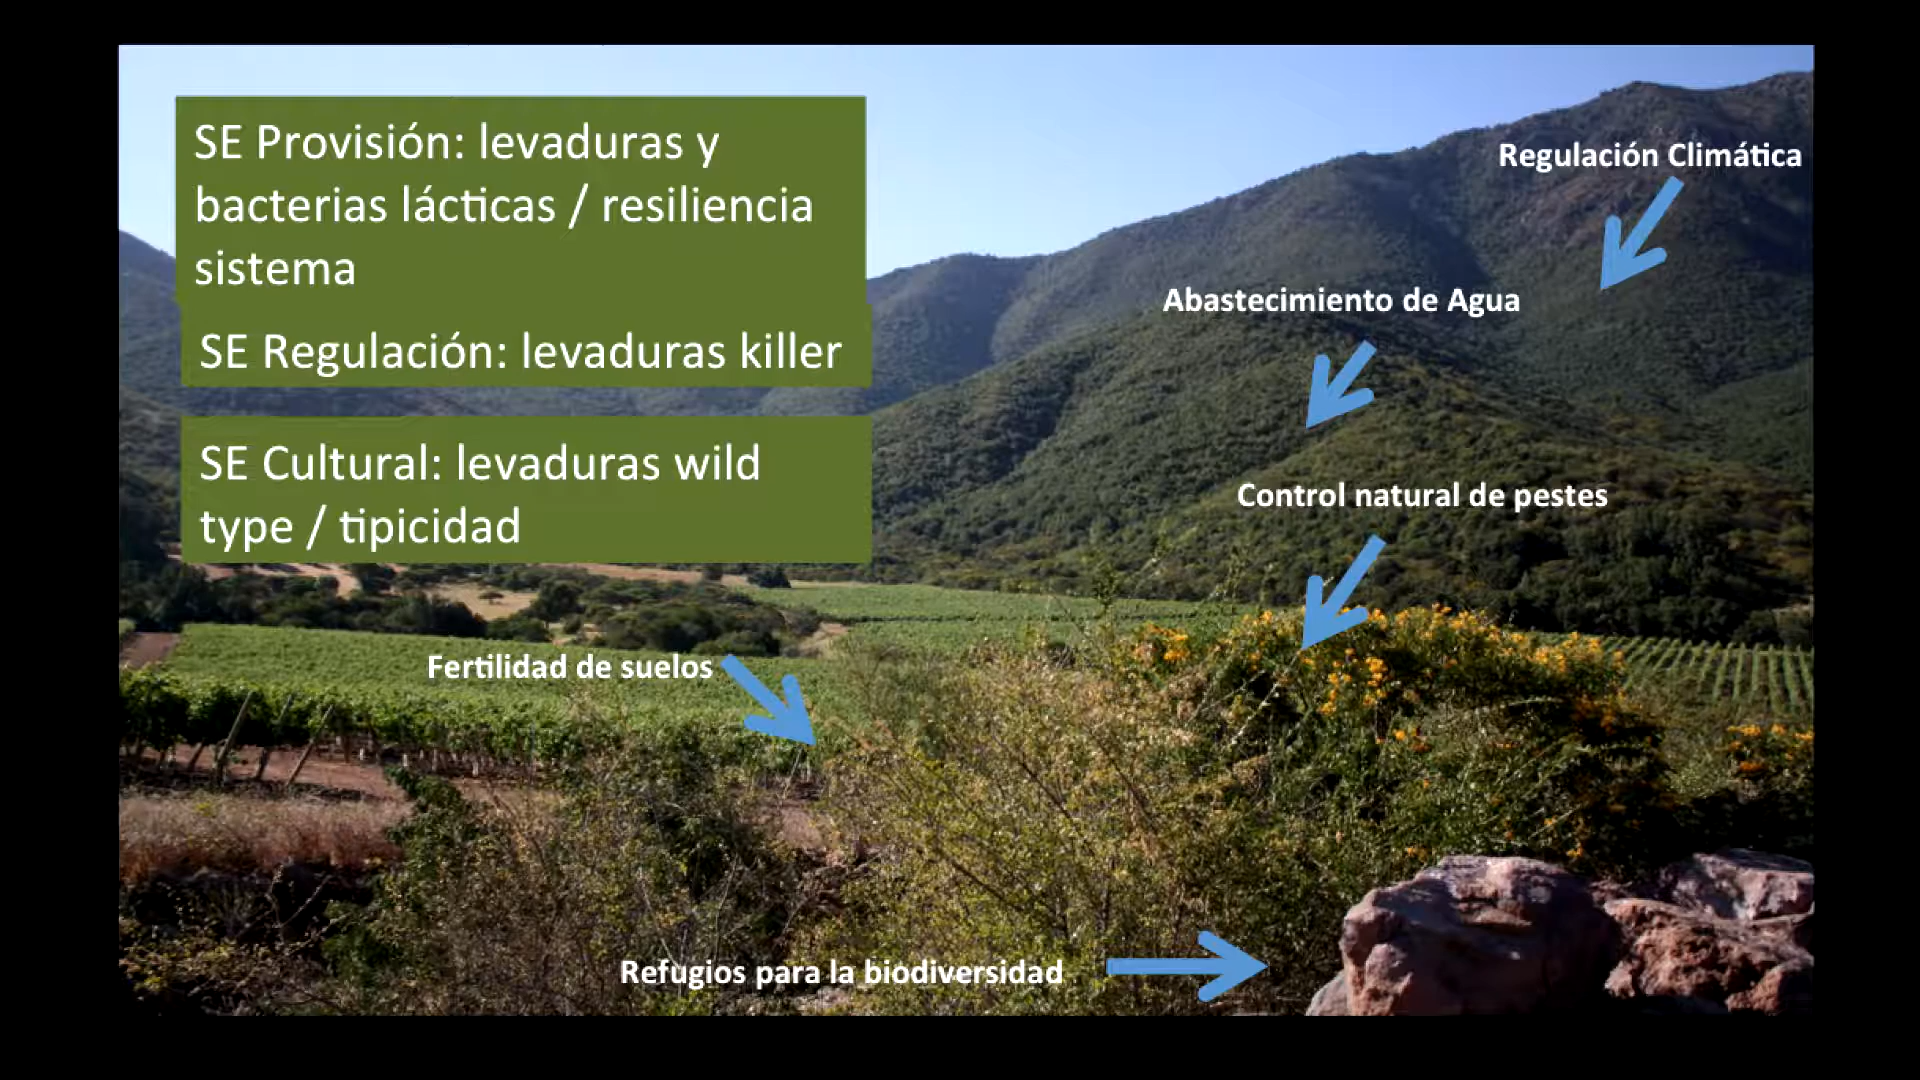 SE Provisión: levaduras y
bacterias lácticas / resiliencia
sistema
SE Regulación: levaduras killer
SE Cultural: levaduras wild
type / tipicidad
Regulación Climática
Abastecimiento de Agua
Control natural de pestes
Fertilidad de suelos
Refugios para la biodiversidad